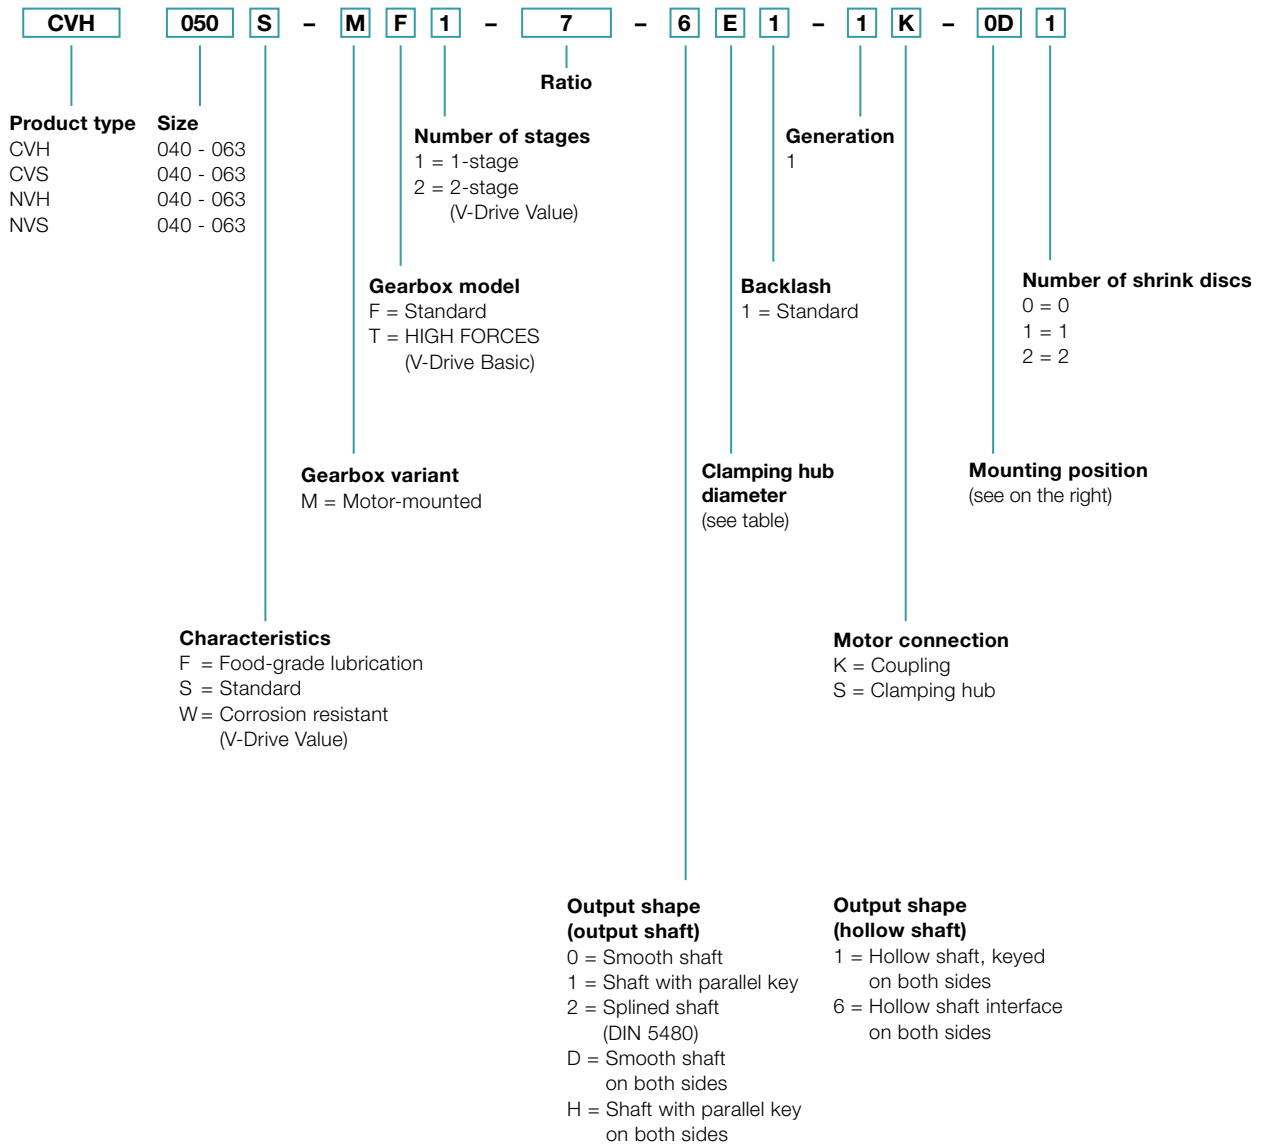 CVH 050 S – M F 1 – 7 – 6 E 1 – 1 K – 0D 1
Ratio
Product type
CVH
CVS
NVH
NVS
Size
040 - 063
040 - 063
040 - 063
040 - 063
Number of stages
1 = 1-stage
2 = 2-stage
(V-Drive Value)
Generation
1
Gearbox model
F = Standard
T = HIGH FORCES
(V-Drive Basic)
Backlash
1 = Standard
Number of shrink discs
0 = 0
1 = 1
2 = 2
Gearbox variant
M = Motor-mounted
Clamping hub
diameter
(see table)
Mounting position
(see on the right)
Characteristics
F = Food-grade lubrication
S = Standard
W = Corrosion resistant
(V-Drive Value)
Motor connection
K = Coupling
S = Clamping hub
Output shape
(output shaft)
0 = Smooth shaft
1 = Shaft with parallel key
2 = Splined shaft
(DIN 5480)
D = Smooth shaft
on both sides
H = Shaft with parallel key
on both sides
Output shape
(hollow shaft)
1 = Hollow shaft, keyed
on both sides
6 = Hollow shaft interface
on both sides